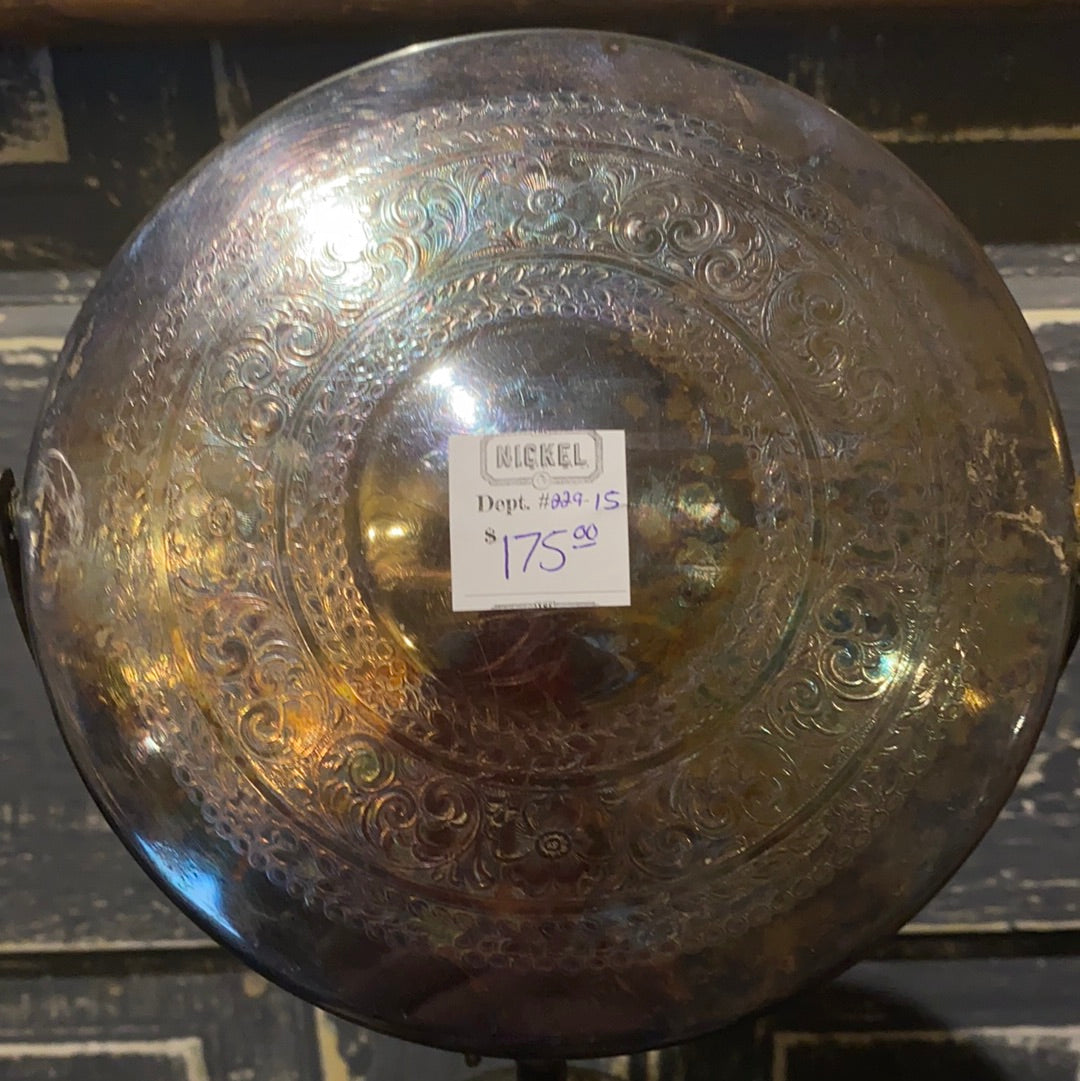 NICKEL
Dept. #229-15
$175.00